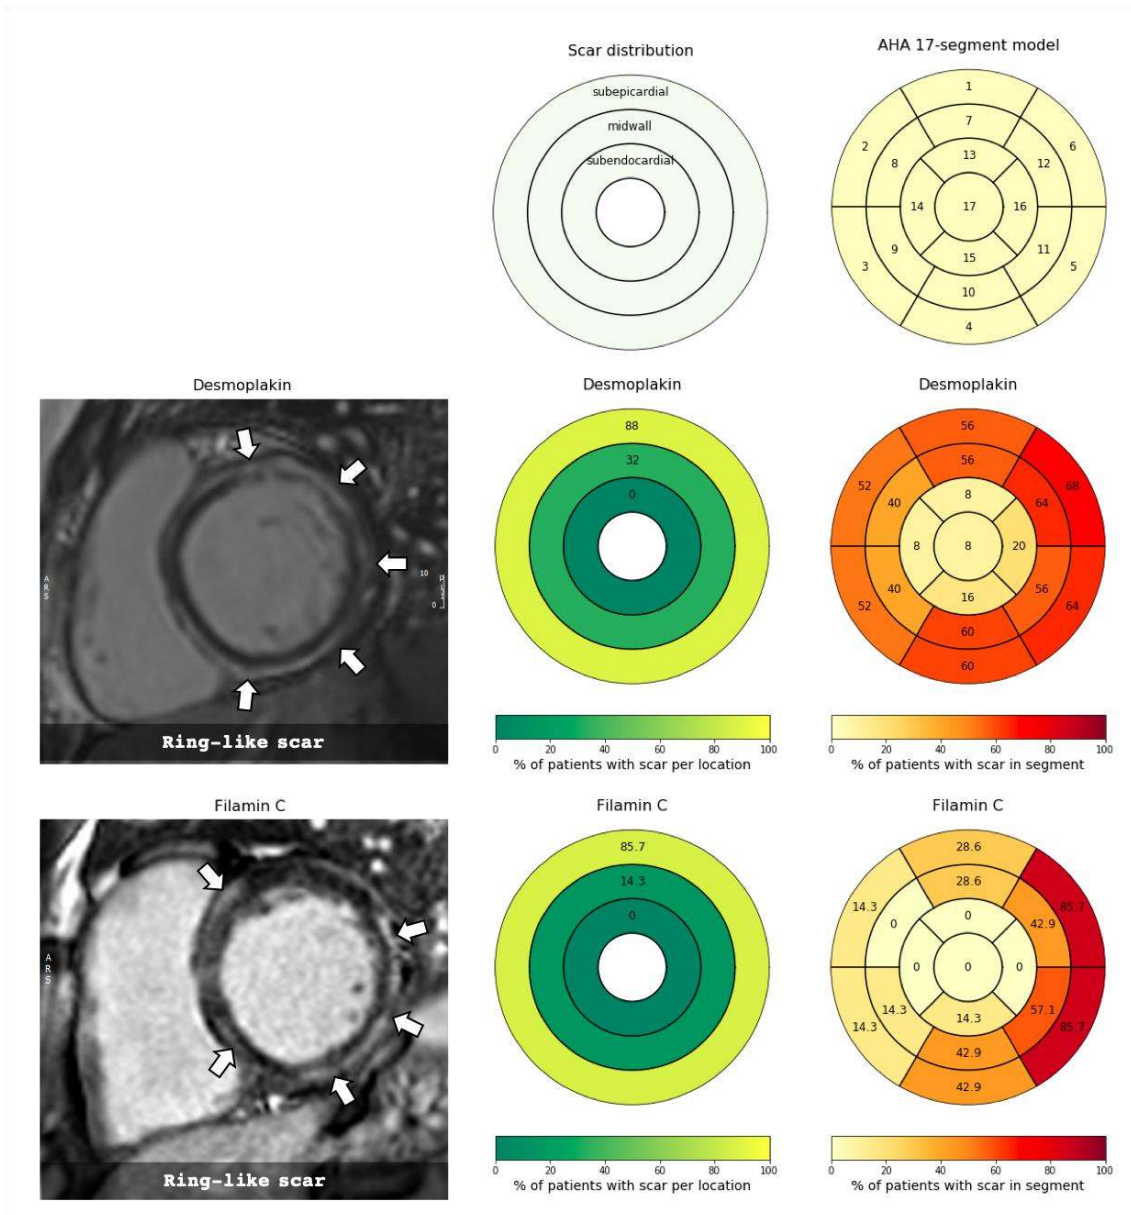 Scar distribution
AHA 17-segment model
subepicardial
midwall
subendocardial
1
7
2
6
8
13
12
14
17
16
9
15
11
3
10
5
4
Desmoplakin
Desmoplakin
Desmoplakin
A
R
S
10
0
Ring-like scar
88
32
0
56
56
52
68
40
8
64
8
8
20
40
16
56
52
60
64
60
0 20 40 60 80 100
% of patients with scar per location
0 20 40 60 80 100
% of patients with scar in segment
Filamin C
Filamin C
Filamin C
A
R
S
Ring-like scar
85.7
14.3
0
28.6
28.6
14.3
85.7
0
0
42.9
0
0
0
14.3
14.3
57.1
14.3
42.9
85.7
42.9
0 20 40 60 80 100
% of patients with scar per location
0 20 40 60 80 100
% of patients with scar in segment